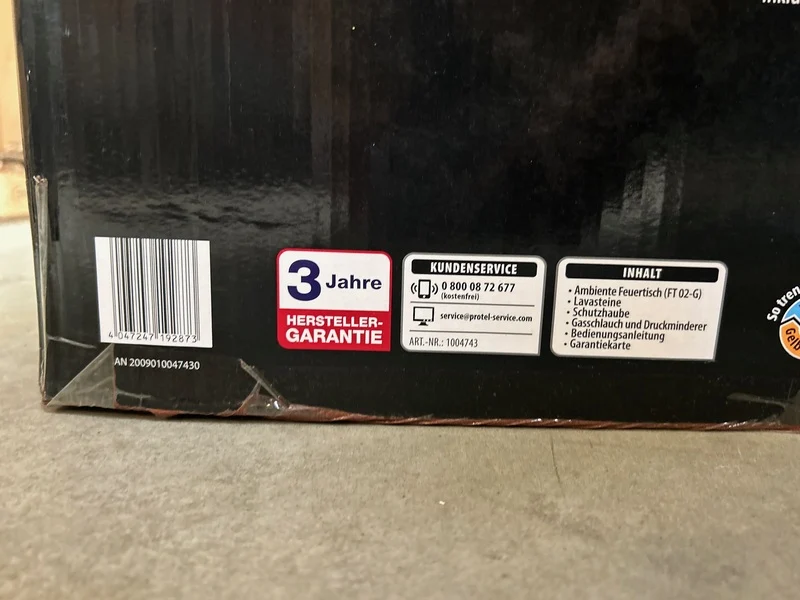 4 047247 192873
AN 2009010047430
3 Jahre
HERSTELLER-
GARANTIE
KUNDENSERVICE
0 800 08 72 677
(kostenfrei)
service@protel-service.com
ART.-NR.: 1004743
INHALT
• Ambiente Feuertisch (FT 02-G)
• Lavasteine
• Schutzhaube
• Gasschlauch und Druckminderer
• Bedienungsanleitung
• Garantiekarte
So